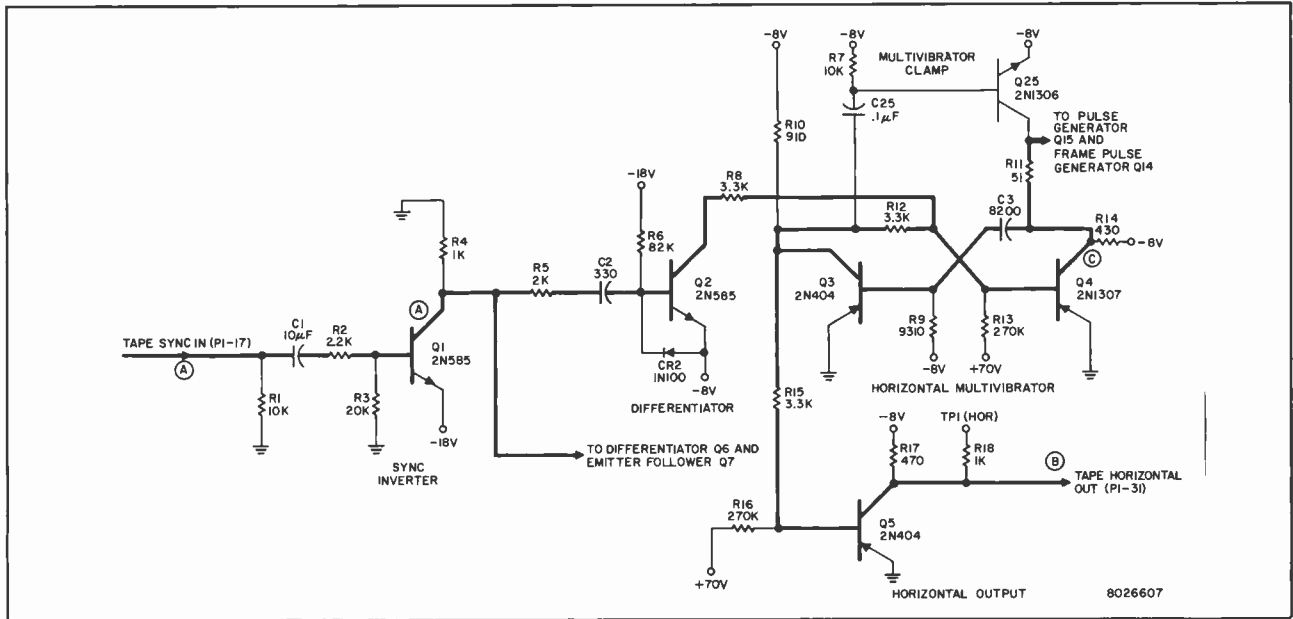 -8V
-8V
-8V
R7
10K
MULTIVIBRATOR
CLAMP
Q25
2N1306
C25
.1µF
R10
910
TO PULSE
GENERATOR
Q15 AND
FRAME PULSE
GENERATOR Q14
R11
51
R8
3.3K
-18V
R12
3.3K
C3
8200
R14
430
-8V
R4
1K
R6
82K
C2
330
R5
2K
Q2
2N585
Q3
2N404
C
Q4
2N1307
A
C1
10µF
R2
2.2K
Q1
2N585
TAPE SYNC IN (P1-17)
A
R9
9310
R13
270K
CR2
1N100
-8V
-8V
+70V
HORIZONTAL MULTIVIBRATOR
R1
10K
R3
20K
-18V
DIFFERENTIATOR
R15
3.3K
SYNC
INVERTER
TO DIFFERENTIATOR Q6 AND
EMITTER FOLLOWER Q7
-8V
TP1 (HOR)
R17
470
R18
1K
B
TAPE HORIZONTAL
OUT (P1-31)
R16
270K
Q5
2N404
+70V
HORIZONTAL OUTPUT
8026607